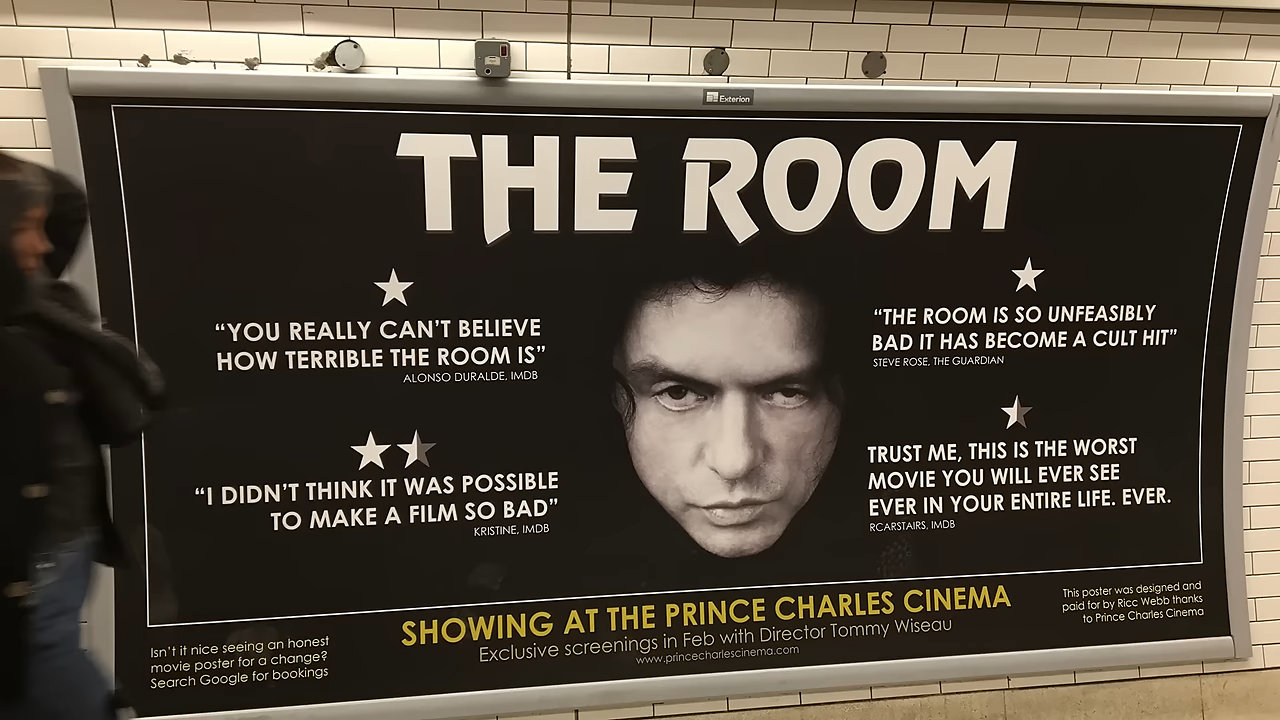 Exterion
THE ROOM
“YOU REALLY CAN’T BELIEVE
HOW TERRIBLE THE ROOM IS”
ALONSO DURALDE, IMDB
“THE ROOM IS SO UNFEASIBLY
BAD IT HAS BECOME A CULT HIT”
STEVE ROSE, THE GUARDIAN
“I DIDN’T THINK IT WAS POSSIBLE
TO MAKE A FILM SO BAD”
KRISTINE, IMDB
TRUST ME, THIS IS THE WORST
MOVIE YOU WILL EVER SEE
EVER IN YOUR ENTIRE LIFE. EVER.
RCARSTAIRS, IMDB
SHOWING AT THE PRINCE CHARLES CINEMA
Exclusive screenings in Feb with Director Tommy Wiseau
www.princecharlescinema.com
Isn’t it nice seeing an honest
movie poster for a change?
Search Google for bookings
This poster was designed and
paid for by Ricc Webb thanks
to Prince Charles Cinema